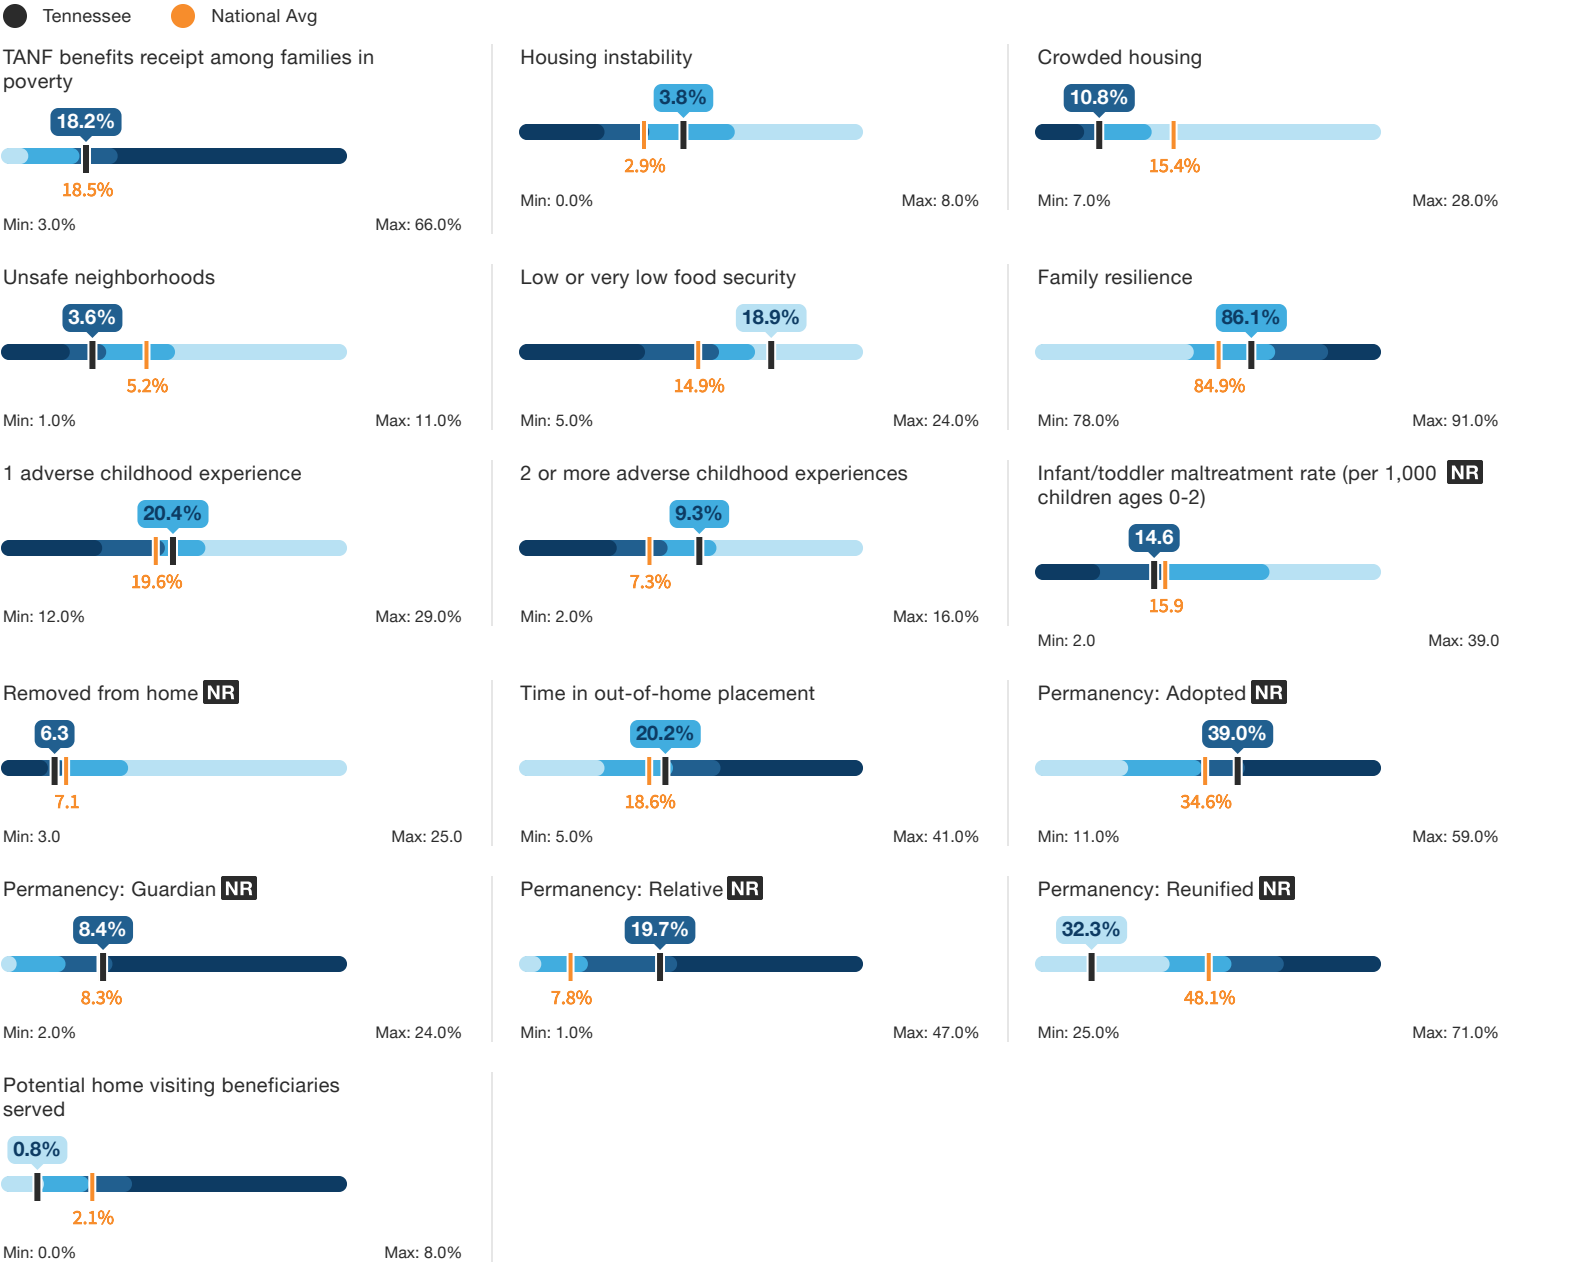 Tennessee National Avg
TANF benefits receipt among families in
poverty
18.2%
18.5%
Min: 3.0% Max: 66.0%
Housing instability
3.8%
2.9%
Min: 0.0% Max: 8.0%
Crowded housing
10.8%
15.4%
Min: 7.0% Max: 28.0%
Unsafe neighborhoods
3.6%
5.2%
Min: 1.0% Max: 11.0%
Low or very low food security
18.9%
14.9%
Min: 5.0% Max: 24.0%
Family resilience
86.1%
84.9%
Min: 78.0% Max: 91.0%
1 adverse childhood experience
20.4%
19.6%
Min: 12.0% Max: 29.0%
2 or more adverse childhood experiences
9.3%
7.3%
Min: 2.0% Max: 16.0%
Infant/toddler maltreatment rate (per 1,000 NR
children ages 0-2)
14.6
15.9
Min: 2.0 Max: 39.0
Removed from home NR
6.3
7.1
Min: 3.0 Max: 25.0
Time in out-of-home placement
20.2%
18.6%
Min: 5.0% Max: 41.0%
Permanency: Adopted NR
39.0%
34.6%
Min: 11.0% Max: 59.0%
Permanency: Guardian NR
8.4%
8.3%
Min: 2.0% Max: 24.0%
Permanency: Relative NR
19.7%
7.8%
Min: 1.0% Max: 47.0%
Permanency: Reunified NR
32.3%
48.1%
Min: 25.0% Max: 71.0%
Potential home visiting beneficiaries
served
0.8%
2.1%
Min: 0.0% Max: 8.0%